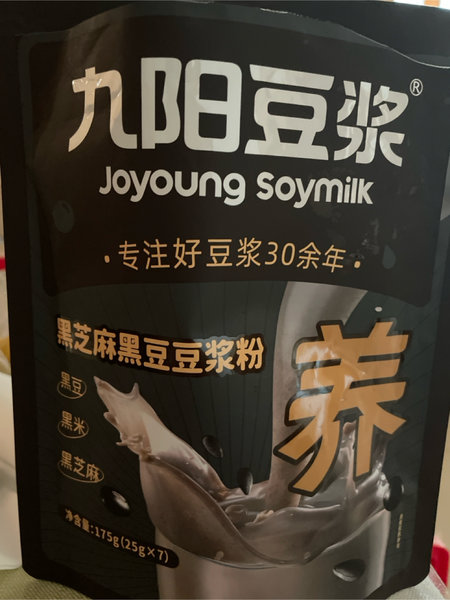 九阳豆浆®
Joyoung Soymilk
·专注好豆浆30余年·
黑芝麻黑豆豆浆粉
养
黑豆
黑米
黑芝麻
净含量:175g(25g×7)